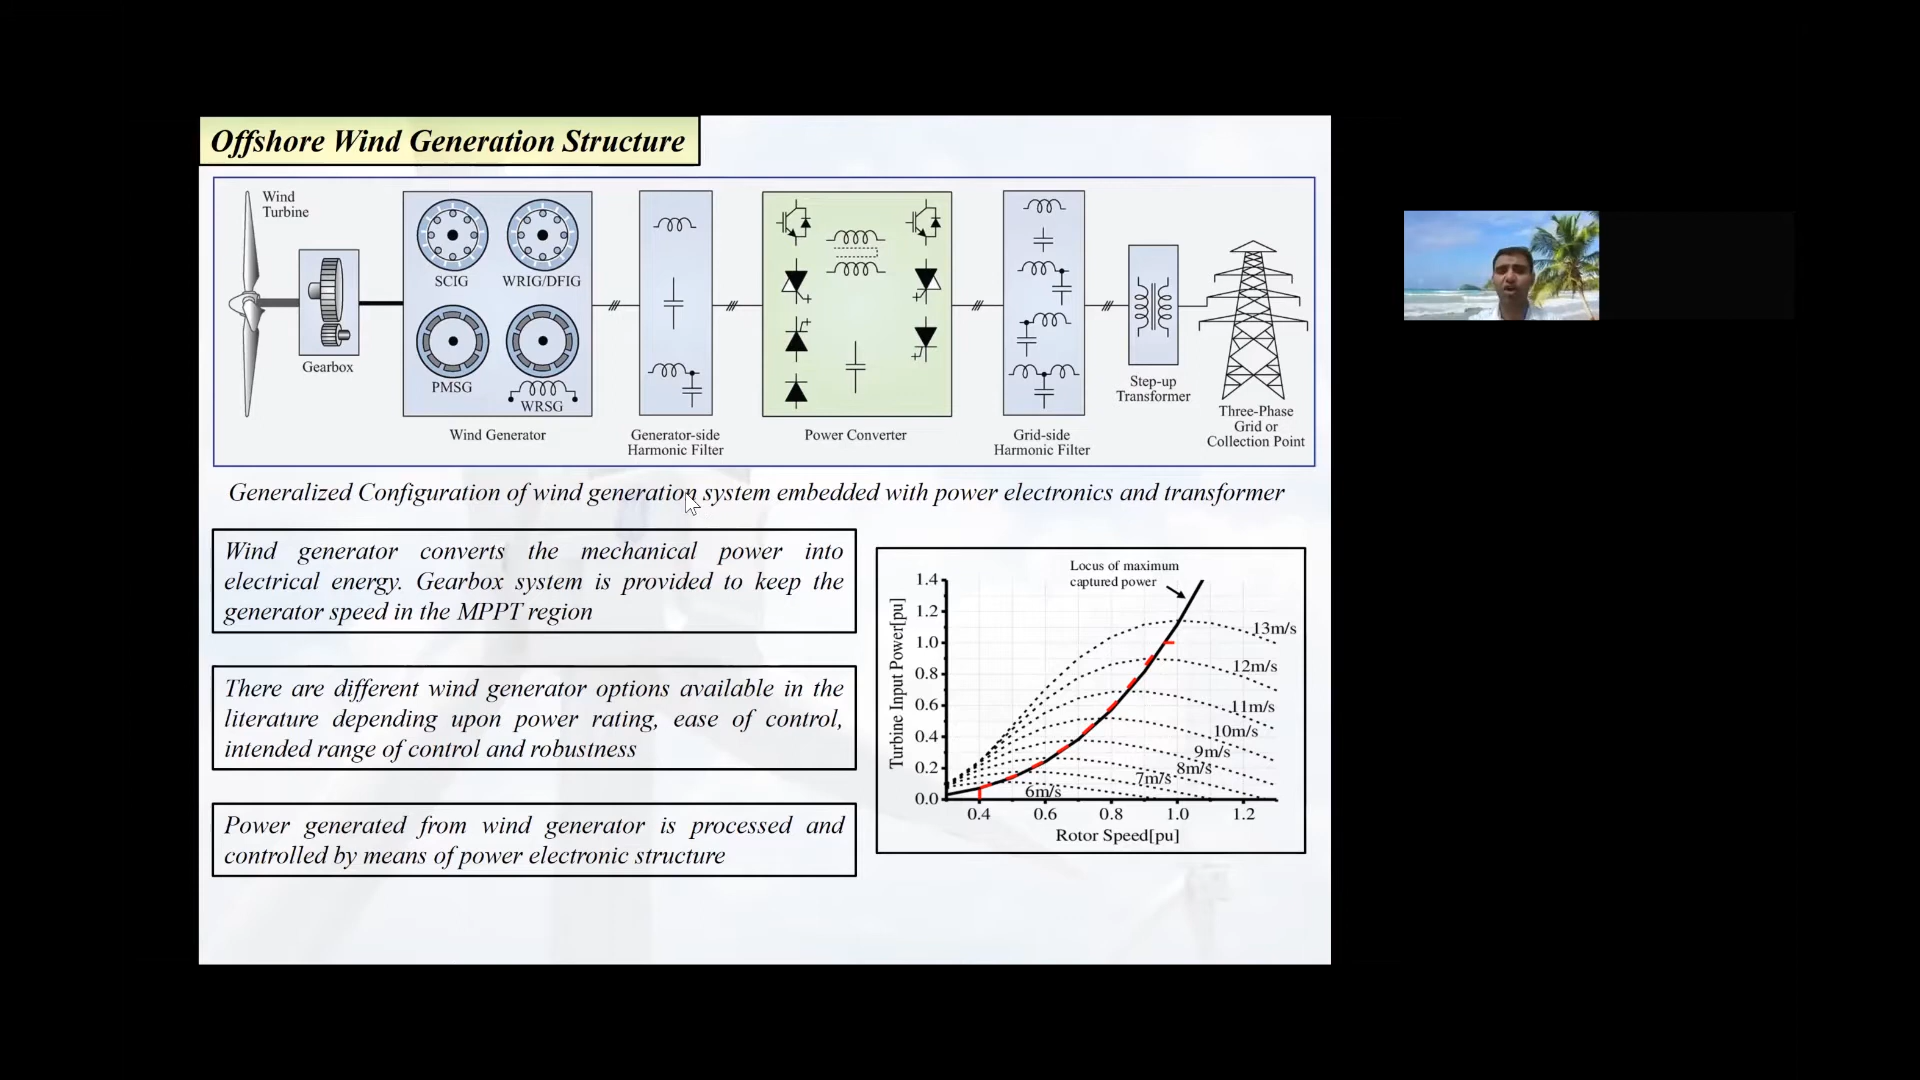 Offshore Wind Generation Structure
Wind
Turbine
Gearbox
SCIG
WRIG/DFIG
PMSG
WRSG
Wind Generator
Generator-side
Harmonic Filter
Power Converter
Grid-side
Harmonic Filter
Step-up
Transformer
Three-Phase
Grid or
Collection Point
Generalized Configuration of wind generation system embedded with power electronics and transformer
Wind generator converts the mechanical power into
electrical energy. Gearbox system is provided to keep the
generator speed in the MPPT region
There are different wind generator options available in the
literature depending upon power rating, ease of control,
intended range of control and robustness
Power generated from wind generator is processed and
controlled by means of power electronic structure
Locus of maximum
captured power
Turbine Input Power[pu]
1.4
1.2
1.0
0.8
0.6
0.4
0.2
0.0
13m/s
12m/s
11m/s
10m/s
9m/s
8m/s
7m/s
6m/s
0.4 0.6 0.8 1.0 1.2
Rotor Speed[pu]